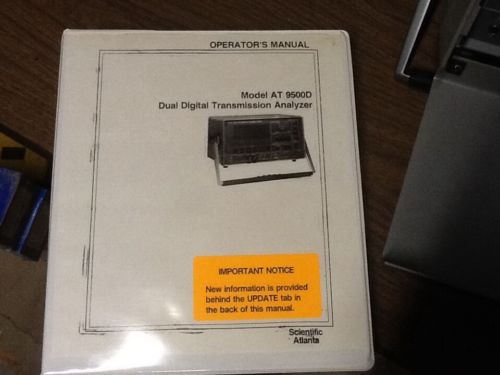 OPERATOR'S MANUAL
Model AT 9500D
Dual Digital Transmission Analyzer
IMPORTANT NOTICE
New information is provided
behind the UPDATE tab in
the back of this manual.
Scientific
Atlanta